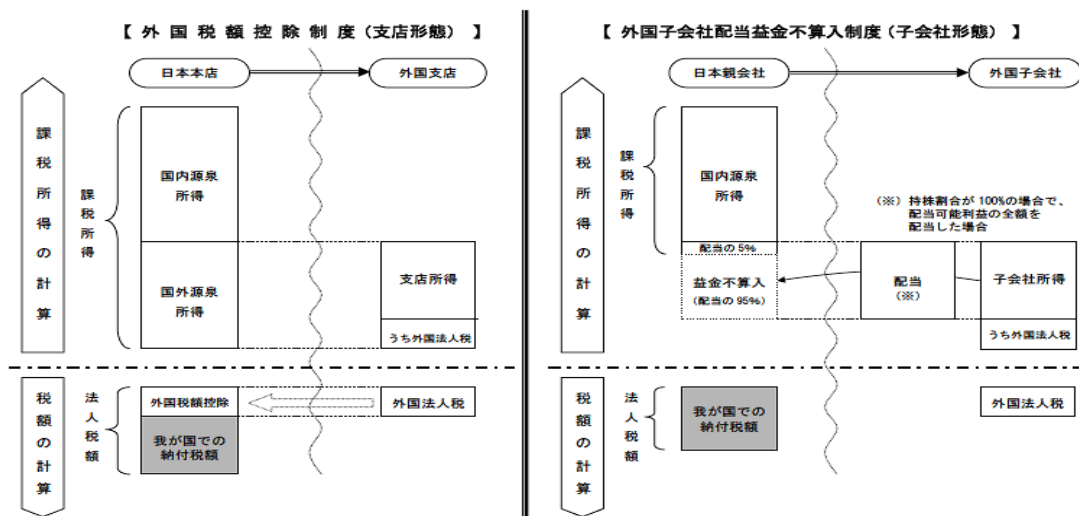 【 外 国 税 額 控 除 制 度 (支店形態) 】
日本本店
外国支店
課税所得の計算
課税所得
国内源泉
所得
国外源泉
所得
支店所得
うち外国法人税
税額の計算
法人税額
外国税額控除
外国法人税
我が国での
納付税額
【 外国子会社配当益金不算入制度 (子会社形態) 】
日本親会社
外国子会社
課税所得の計算
課税所得
国内源泉
所得
(※) 持株割合が 100%の場合で、
配当可能利益の全額を
配当した場合
配当の 5%
益金不算入
(配当の 95%)
配当
(※)
子会社所得
うち外国法人税
税額の計算
法人税額
我が国での
納付税額
外国法人税